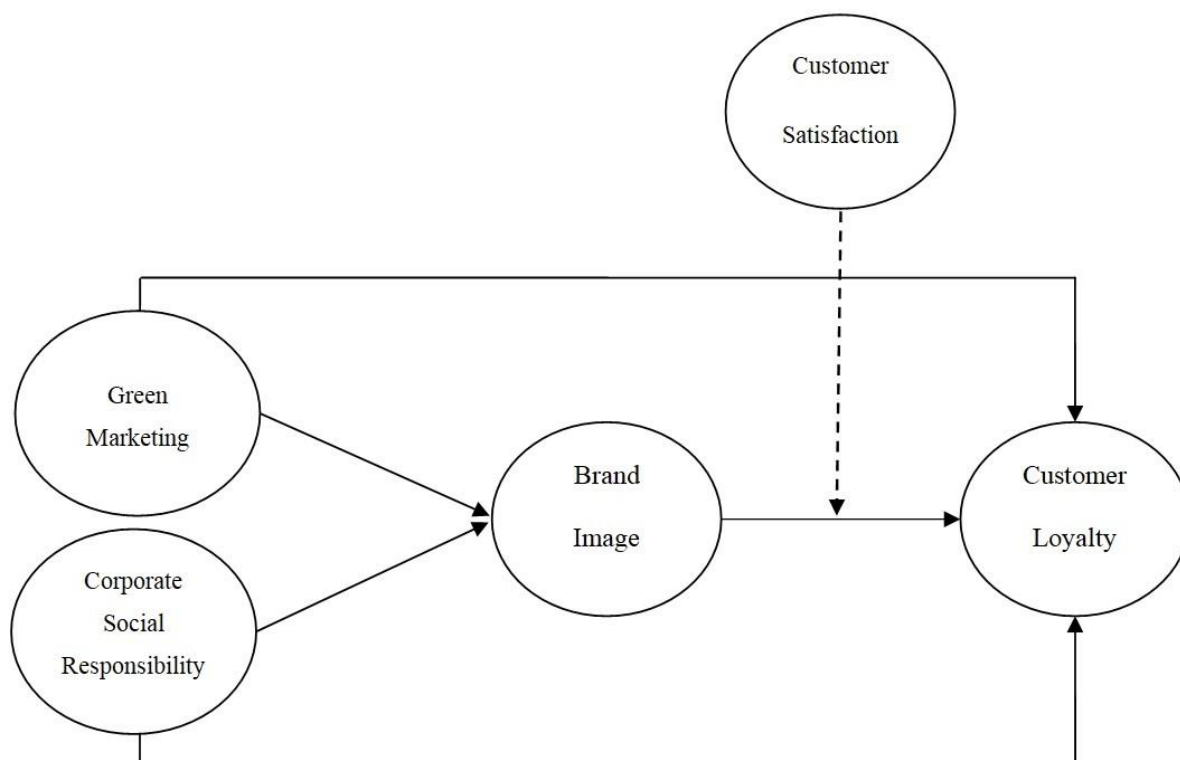 Customer
Satisfaction
Green
Marketing
Brand
Image
Customer
Loyalty
Corporate
Social
Responsibility